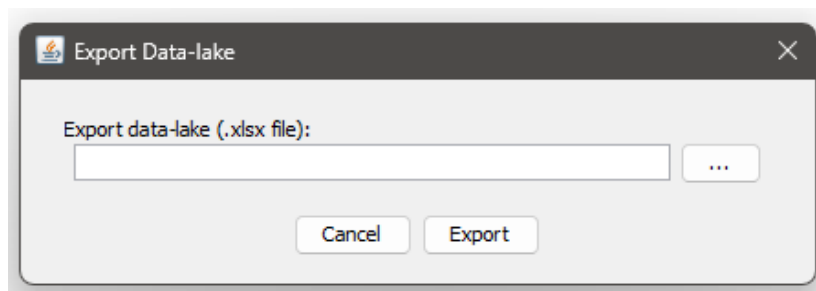 Export Data-lake
Export data-lake (.xlsx file):
...
Cancel Export